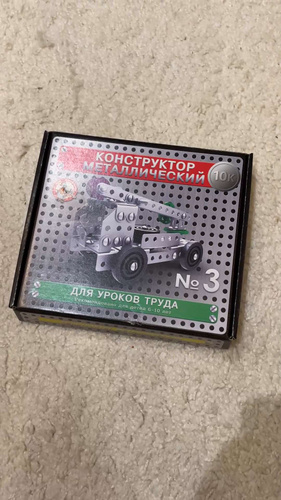 КОНСТРУКТОР
МЕТАЛЛИЧЕСКИЙ
10К
№3
ДЛЯ УРОКОВ ТРУДА